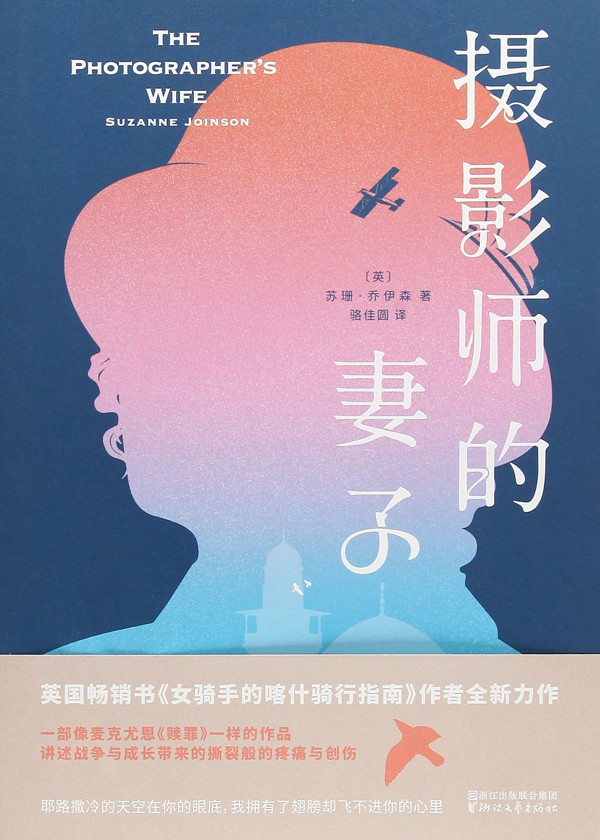 THE
PHOTOGRAPHER'S
WIFE
SUZANNE JOINSON
摄影师的
妻子
〔英〕
苏珊·乔伊森 著
骆佳圆 译
英国畅销书《女骑手的喀什骑行指南》作者全新力作
一部像麦克尤恩《赎罪》一样的作品
讲述战争与成长带来的撕裂般的疼痛与创伤
耶路撒冷的天空在你的眼底,我拥有了翅膀却飞不进你的心里
浙江出版联合集团
浙江文艺出版社